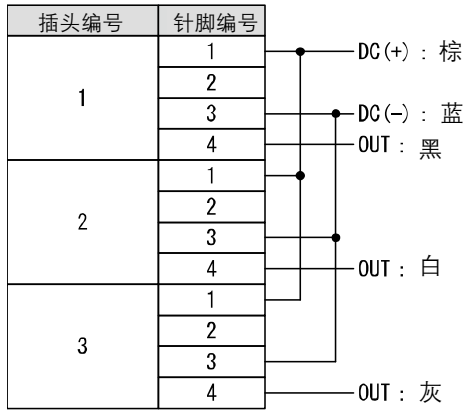 插头编号 针脚编号
1 1 DC(+) : 棕
2
3 DC(-) : 蓝
4 OUT : 黑
2 1
2
3
4 OUT : 白
3 1
2
3
4 OUT : 灰